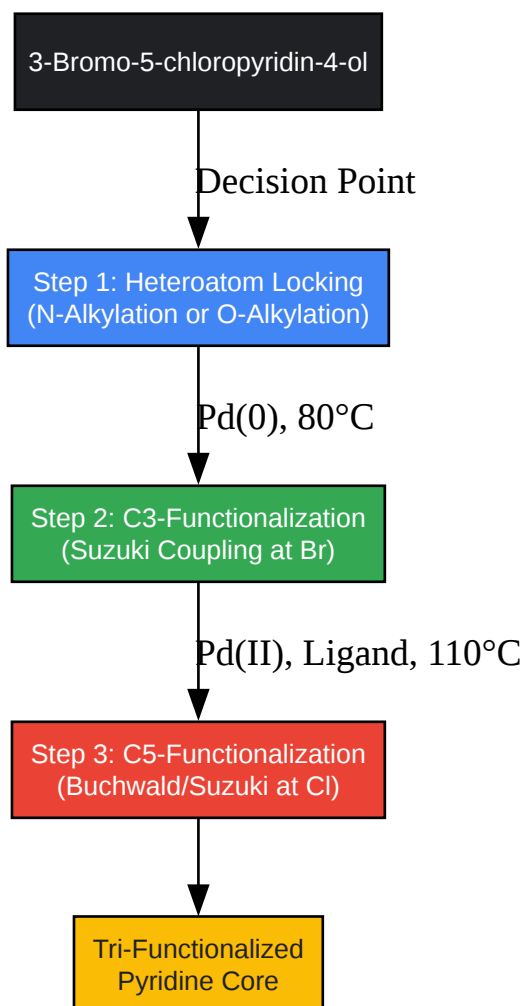 3-Bromo-5-chloropyridin-4-ol
Decision Point
Step 1: Heteroatom Locking
(N-Alkylation or O-Alkylation)
Pd(0), 80°C
Step 2: C3-Functionalization
(Suzuki Coupling at Br)
Pd(II), Ligand, 110°C
Step 3: C5-Functionalization
(Buchwald/Suzuki at Cl)
Tri-Functionalized
Pyridine Core